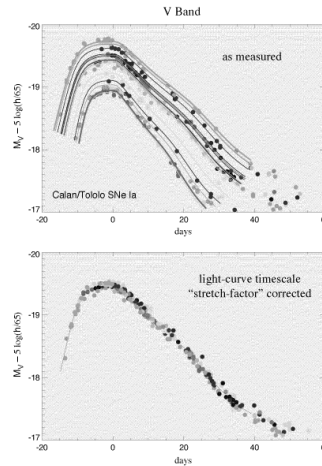 V Band
-20
as measured
-19
M_V − 5 log(h/65)
-18
Calan/Tololo SNe Ia
-17
-20 0 20 40 6
days
-20
light-curve timescale
“stretch-factor” corrected
-19
M_V − 5 log(h/65)
-18
-17
-20 0 20 40 6
days